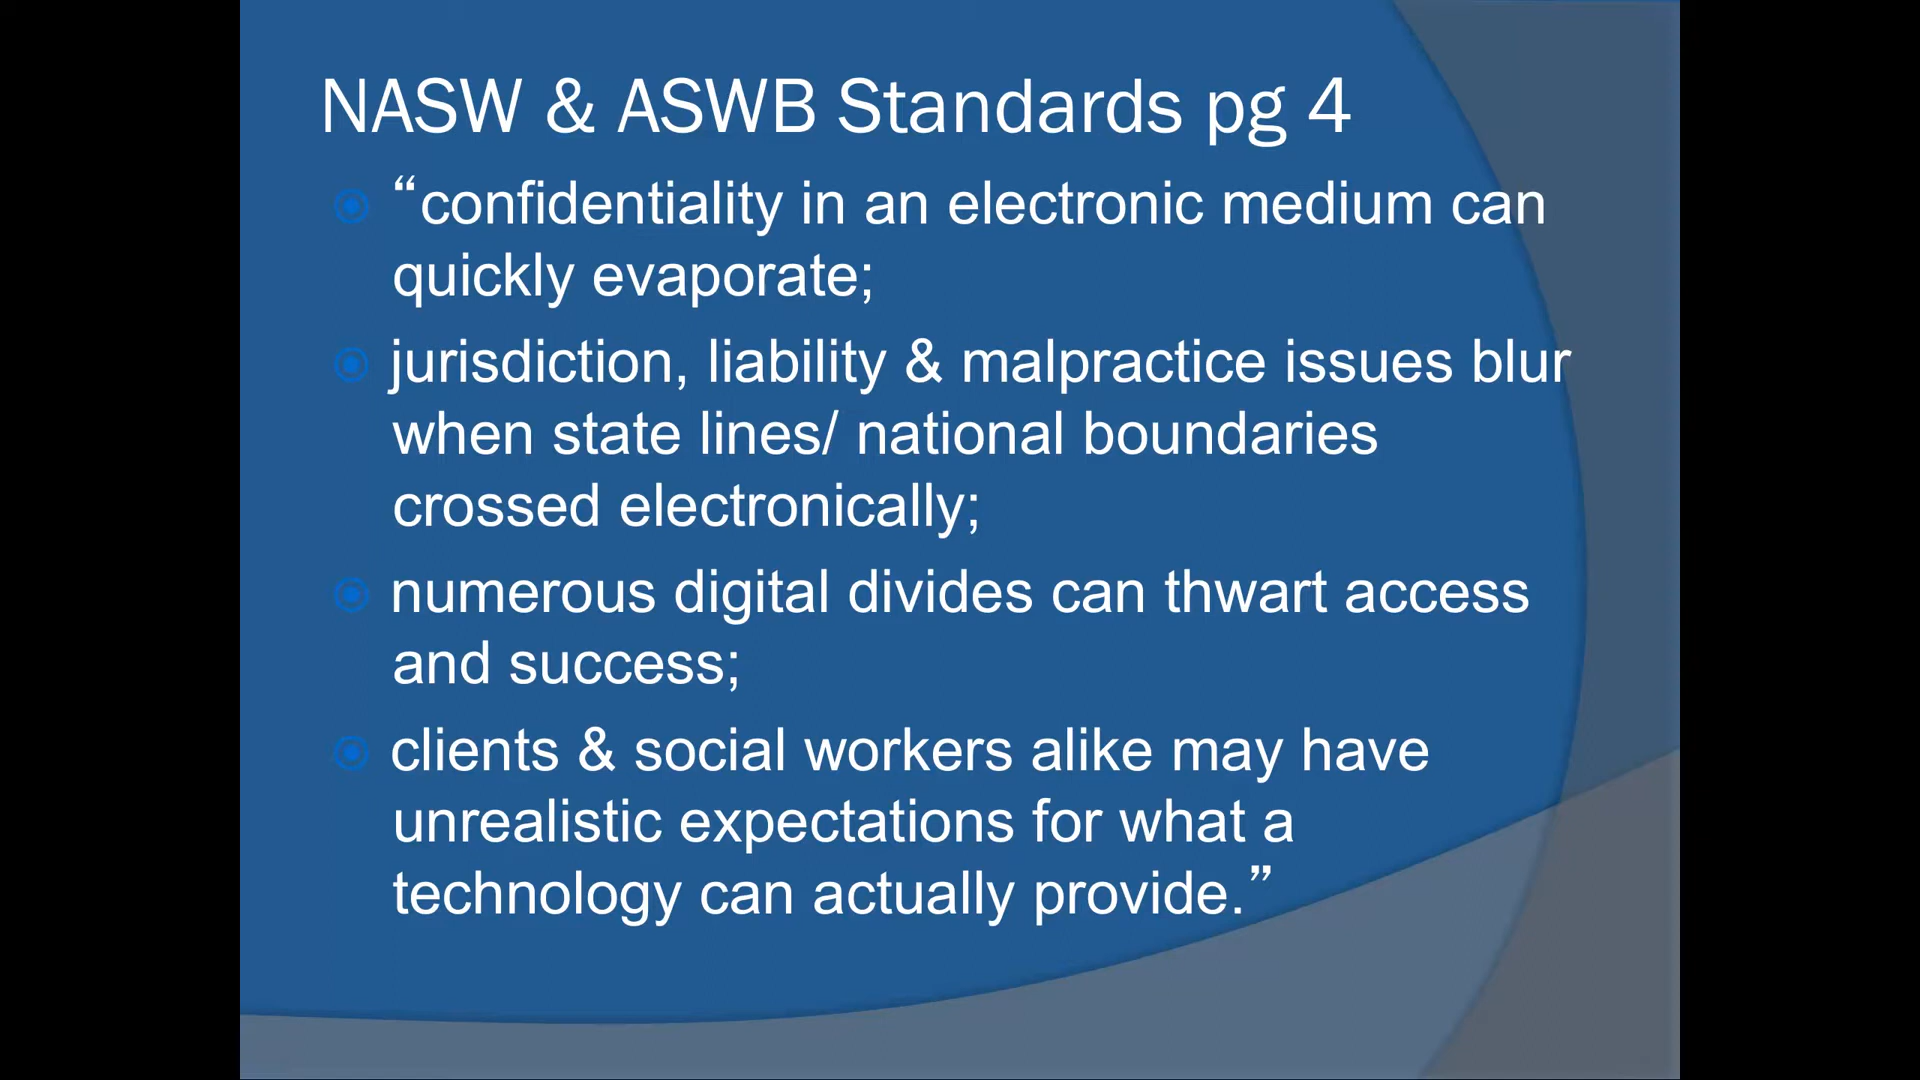 NASW & ASWB Standards pg 4
“confidentiality in an electronic medium can
quickly evaporate;
jurisdiction, liability & malpractice issues blur
when state lines/ national boundaries
crossed electronically;
numerous digital divides can thwart access
and success;
clients & social workers alike may have
unrealistic expectations for what a
technology can actually provide.”